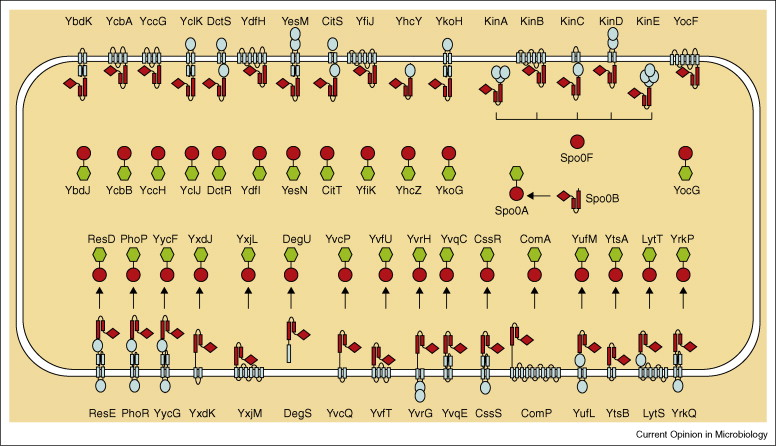 YbdK YcbA YccG YclK DctS YdfH YesM CitS YfiJ YhcY YkoH KinA KinB KinC KinD KinE YocF
Spo0F
YbdJ YcbB YccH YclJ DctR YdfI YesN CitT YfiK YhcZ YkoG Spo0A Spo0B YocG
ResD PhoP YycF YxdJ YxjL DegU YvcP YvfU YvrH YvqC CssR ComA YufM YtsA LytT YrkP
ResE PhoR YycG YxdK YxjM DegS YvcQ YvfT YvrG YvqE CssS ComP YufL YtsB LytS YrkQ
Current Opinion in Microbiology